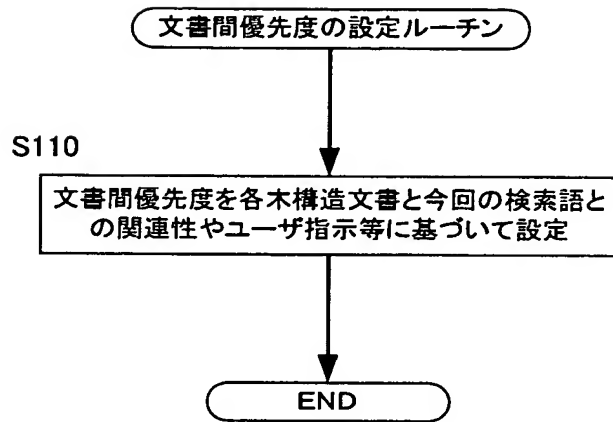 文書間優先度の設定ルーチン
S110
文書間優先度を各木構造文書と今回の検索語と
の関連性やユーザ指示等に基づいて設定
END